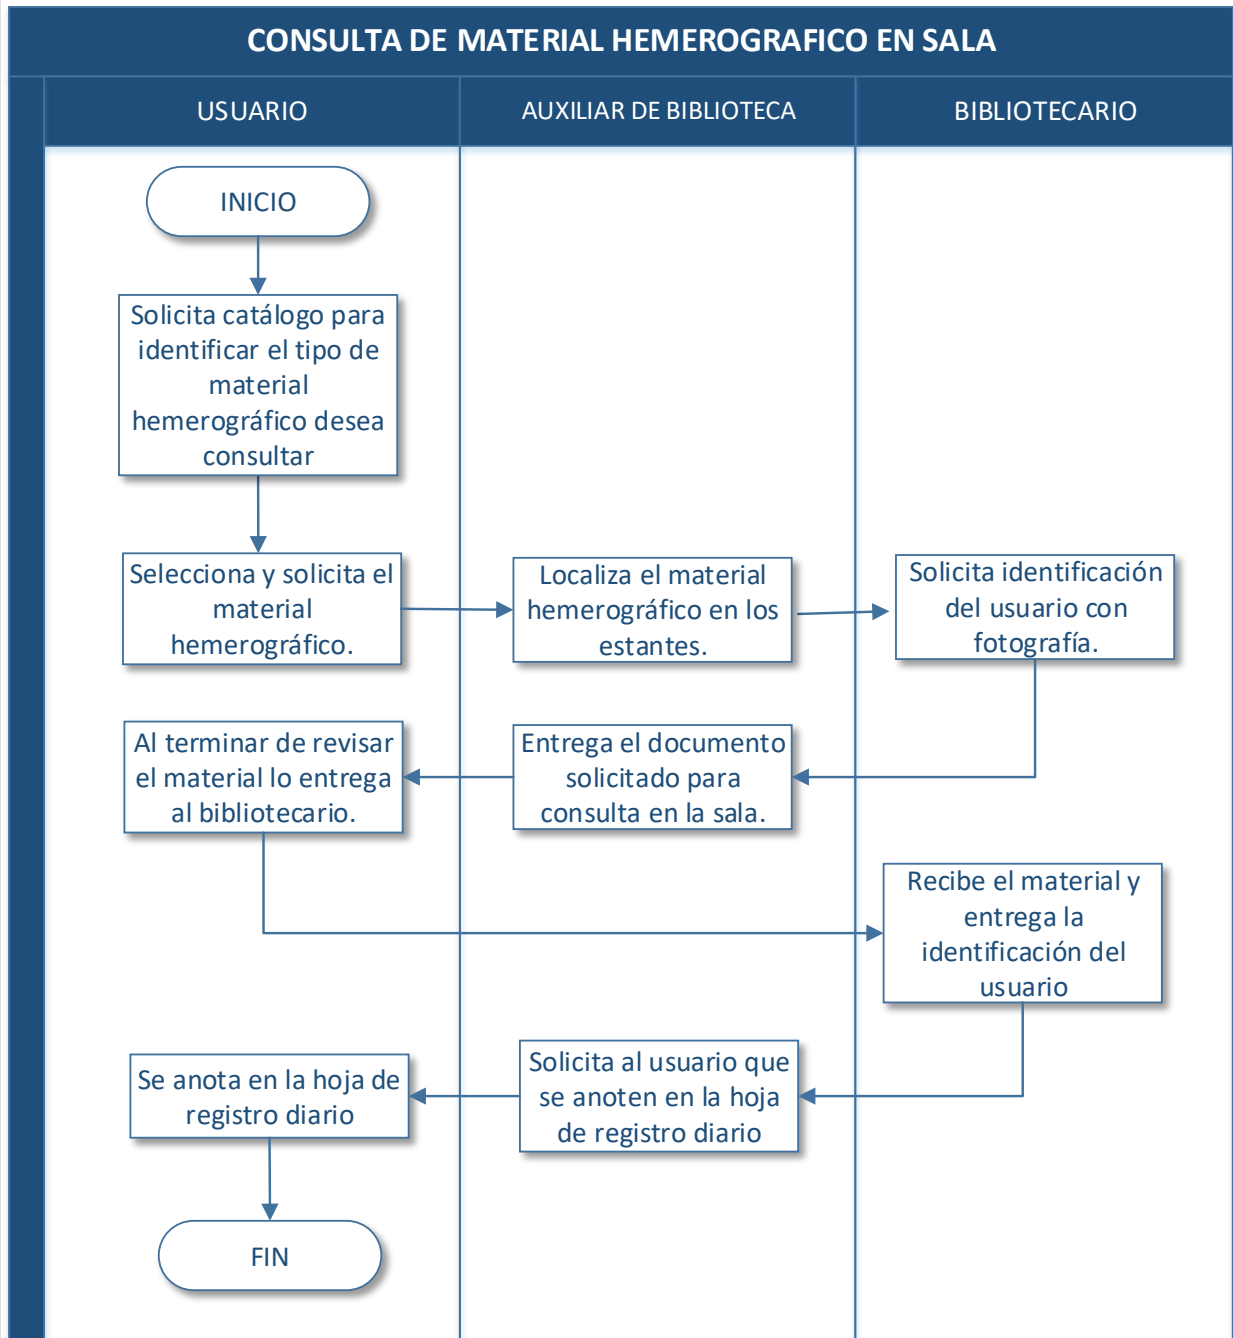 CONSULTA DE MATERIAL HEMEROGRAFICO EN SALA
USUARIO
AUXILIAR DE BIBLIOTECA
BIBLIOTECARIO
INICIO
Solicita catálogo para
identificar el tipo de
material
hemerográfico desea
consultar
Selecciona y solicita el
material
hemerográfico.
Localiza el material
hemerográfico en los
estantes.
Solicita identificación
del usuario con
fotografía.
Entrega el documento
solicitado para
consulta en la sala.
Al terminar de revisar
el material lo entrega
al bibliotecario.
Recibe el material y
entrega la
identificación del
usuario
Solicita al usuario que
se anoten en la hoja
de registro diario
Se anota en la hoja de
registro diario
FIN